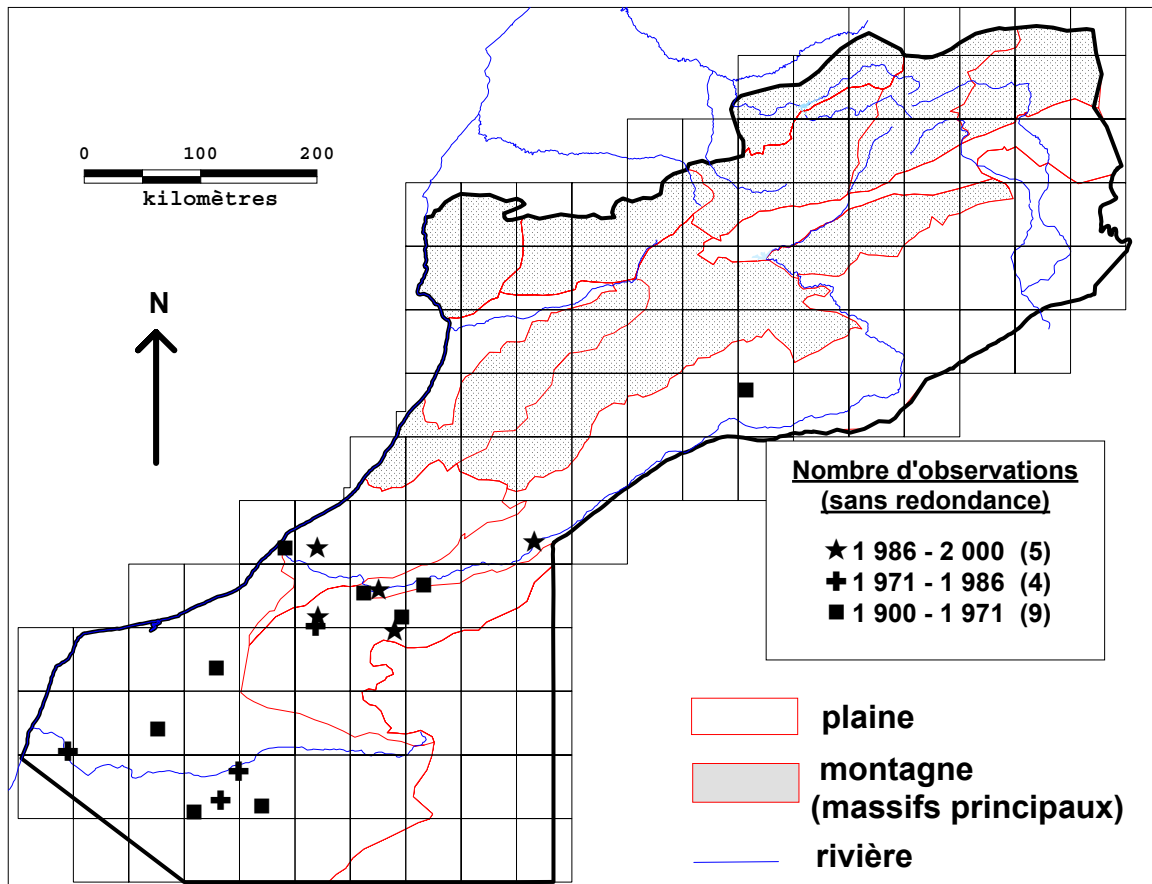 0 100 200
kilomètres
N
Nombre d'observations
(sans redondance)
1 986 - 2 000 (5)
1 971 - 1 986 (4)
1 900 - 1 971 (9)
plaine
montagne
(massifs principaux)
rivière